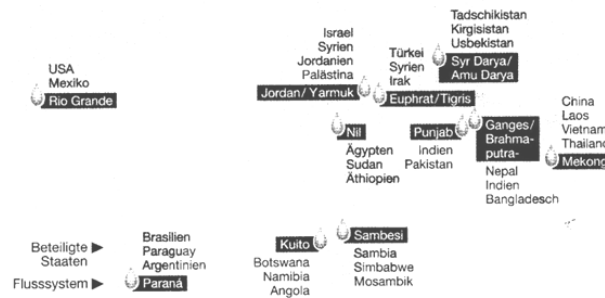 Tadschikistan
Kirgisistan
Usbekistan
Syr Darya/
Amu Darya
Israel
Syrien
Jordanien
Palästina
Jordan/Yarmuk
Türkei
Syrien
Irak
Euphrat/Tigris
USA
Mexiko
Rio Grande
Nil
Ägypten
Sudan
Äthiopien
Punjab
Indien
Pakistan
Ganges/
Brahma-
putra-
Nepal
Indien
Bangladesch
China
Laos
Vietnam
Thailand
Mekong
Beteiligte
Staaten
Flusssystem
Brasilien
Paraguay
Argentinien
Paraná
Kuito
Botswana
Namibia
Angola
Sambesi
Sambia
Simbabwe
Mosambik